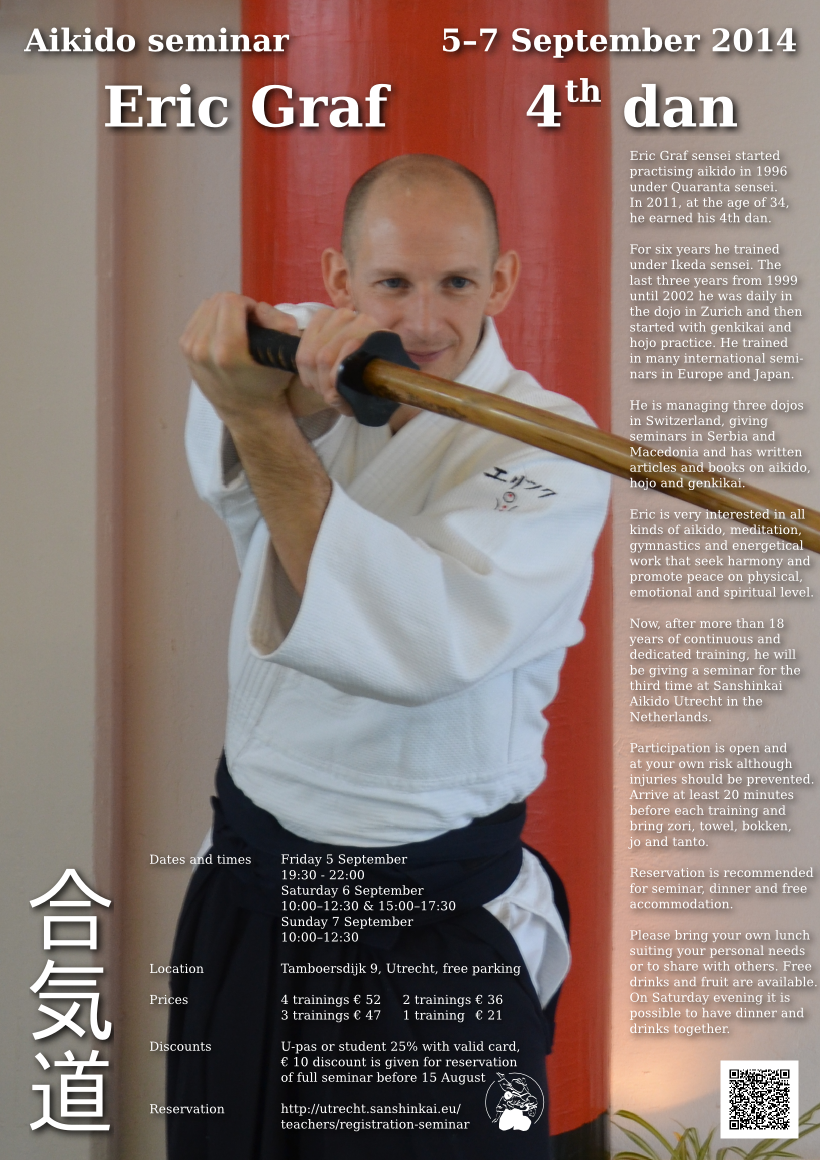 Aikido seminar 5–7 September 2014
Eric Graf 4th dan
Eric Graf sensei started
practising aikido in 1996
under Quaranta sensei.
In 2011, at the age of 34,
he earned his 4th dan.
For six years he trained
under Ikeda sensei. The
last three years from 1999
until 2002 he was daily in
the dojo in Zurich and then
started with genkikai and
hojo practice. He trained
in many international semi-
nars in Europe and Japan.
He is managing three dojos
in Switzerland, giving
seminars in Serbia and
Macedonia and has written
articles and books on aikido,
hojo and genkikai.
Eric is very interested in all
kinds of aikido, meditation,
gymnastics and energetical
work that seek harmony and
promote peace on physical,
emotional and spiritual level.
Now, after more than 18
years of continuous and
dedicated training, he will
be giving a seminar for the
third time at Sanshinkai
Aikido Utrecht in the
Netherlands.
Participation is open and
at your own risk although
injuries should be prevented.
Arrive at least 20 minutes
before each training and
bring zori, towel, bokken,
jo and tanto.
Reservation is recommended
for seminar, dinner and free
accommodation.
Please bring your own lunch
suiting your personal needs
or to share with others. Free
drinks and fruit are available.
On Saturday evening it is
possible to have dinner and
drinks together.
エリック
合気道
Dates and times Friday 5 September
19:30 - 22:00
Saturday 6 September
10:00–12:30 & 15:00–17:30
Sunday 7 September
10:00–12:30
Location Tamboersdijk 9, Utrecht, free parking
Prices 4 trainings € 52 2 trainings € 36
3 trainings € 47 1 training € 21
Discounts U-pas or student 25% with valid card,
€ 10 discount is given for reservation
of full seminar before 15 August
Reservation http://utrecht.sanshinkai.eu/
teachers/registration-seminar